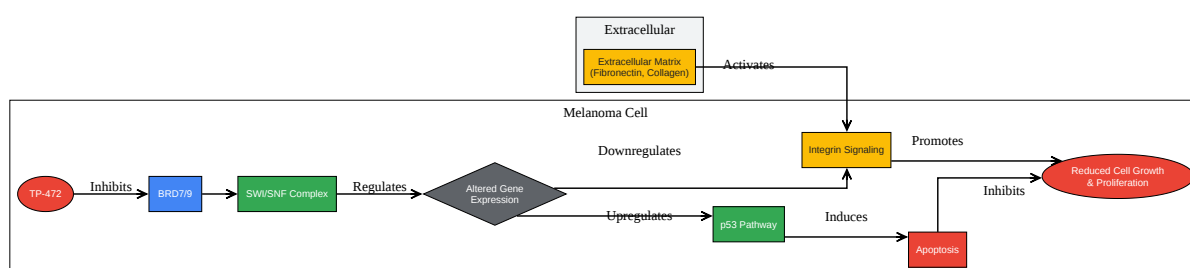 Extracellular
Extracellular Matrix
(Fibronectin, Collagen)
Activates
Melanoma Cell
Integrin Signaling
Promotes
Downregulates
Reduced Cell Growth
& Proliferation
TP-472
Inhibits
BRD7/9
SWI/SNF Complex
Regulates
Altered Gene
Expression
Inhibits
Upregulates
p53 Pathway
Induces
Apoptosis